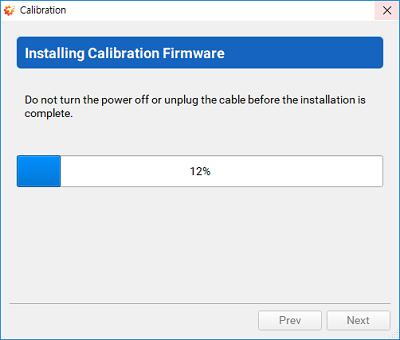 Calibration
Installing Calibration Firmware
Do not turn the power off or unplug the cable before the installation is
complete.
12%
Prev
Next